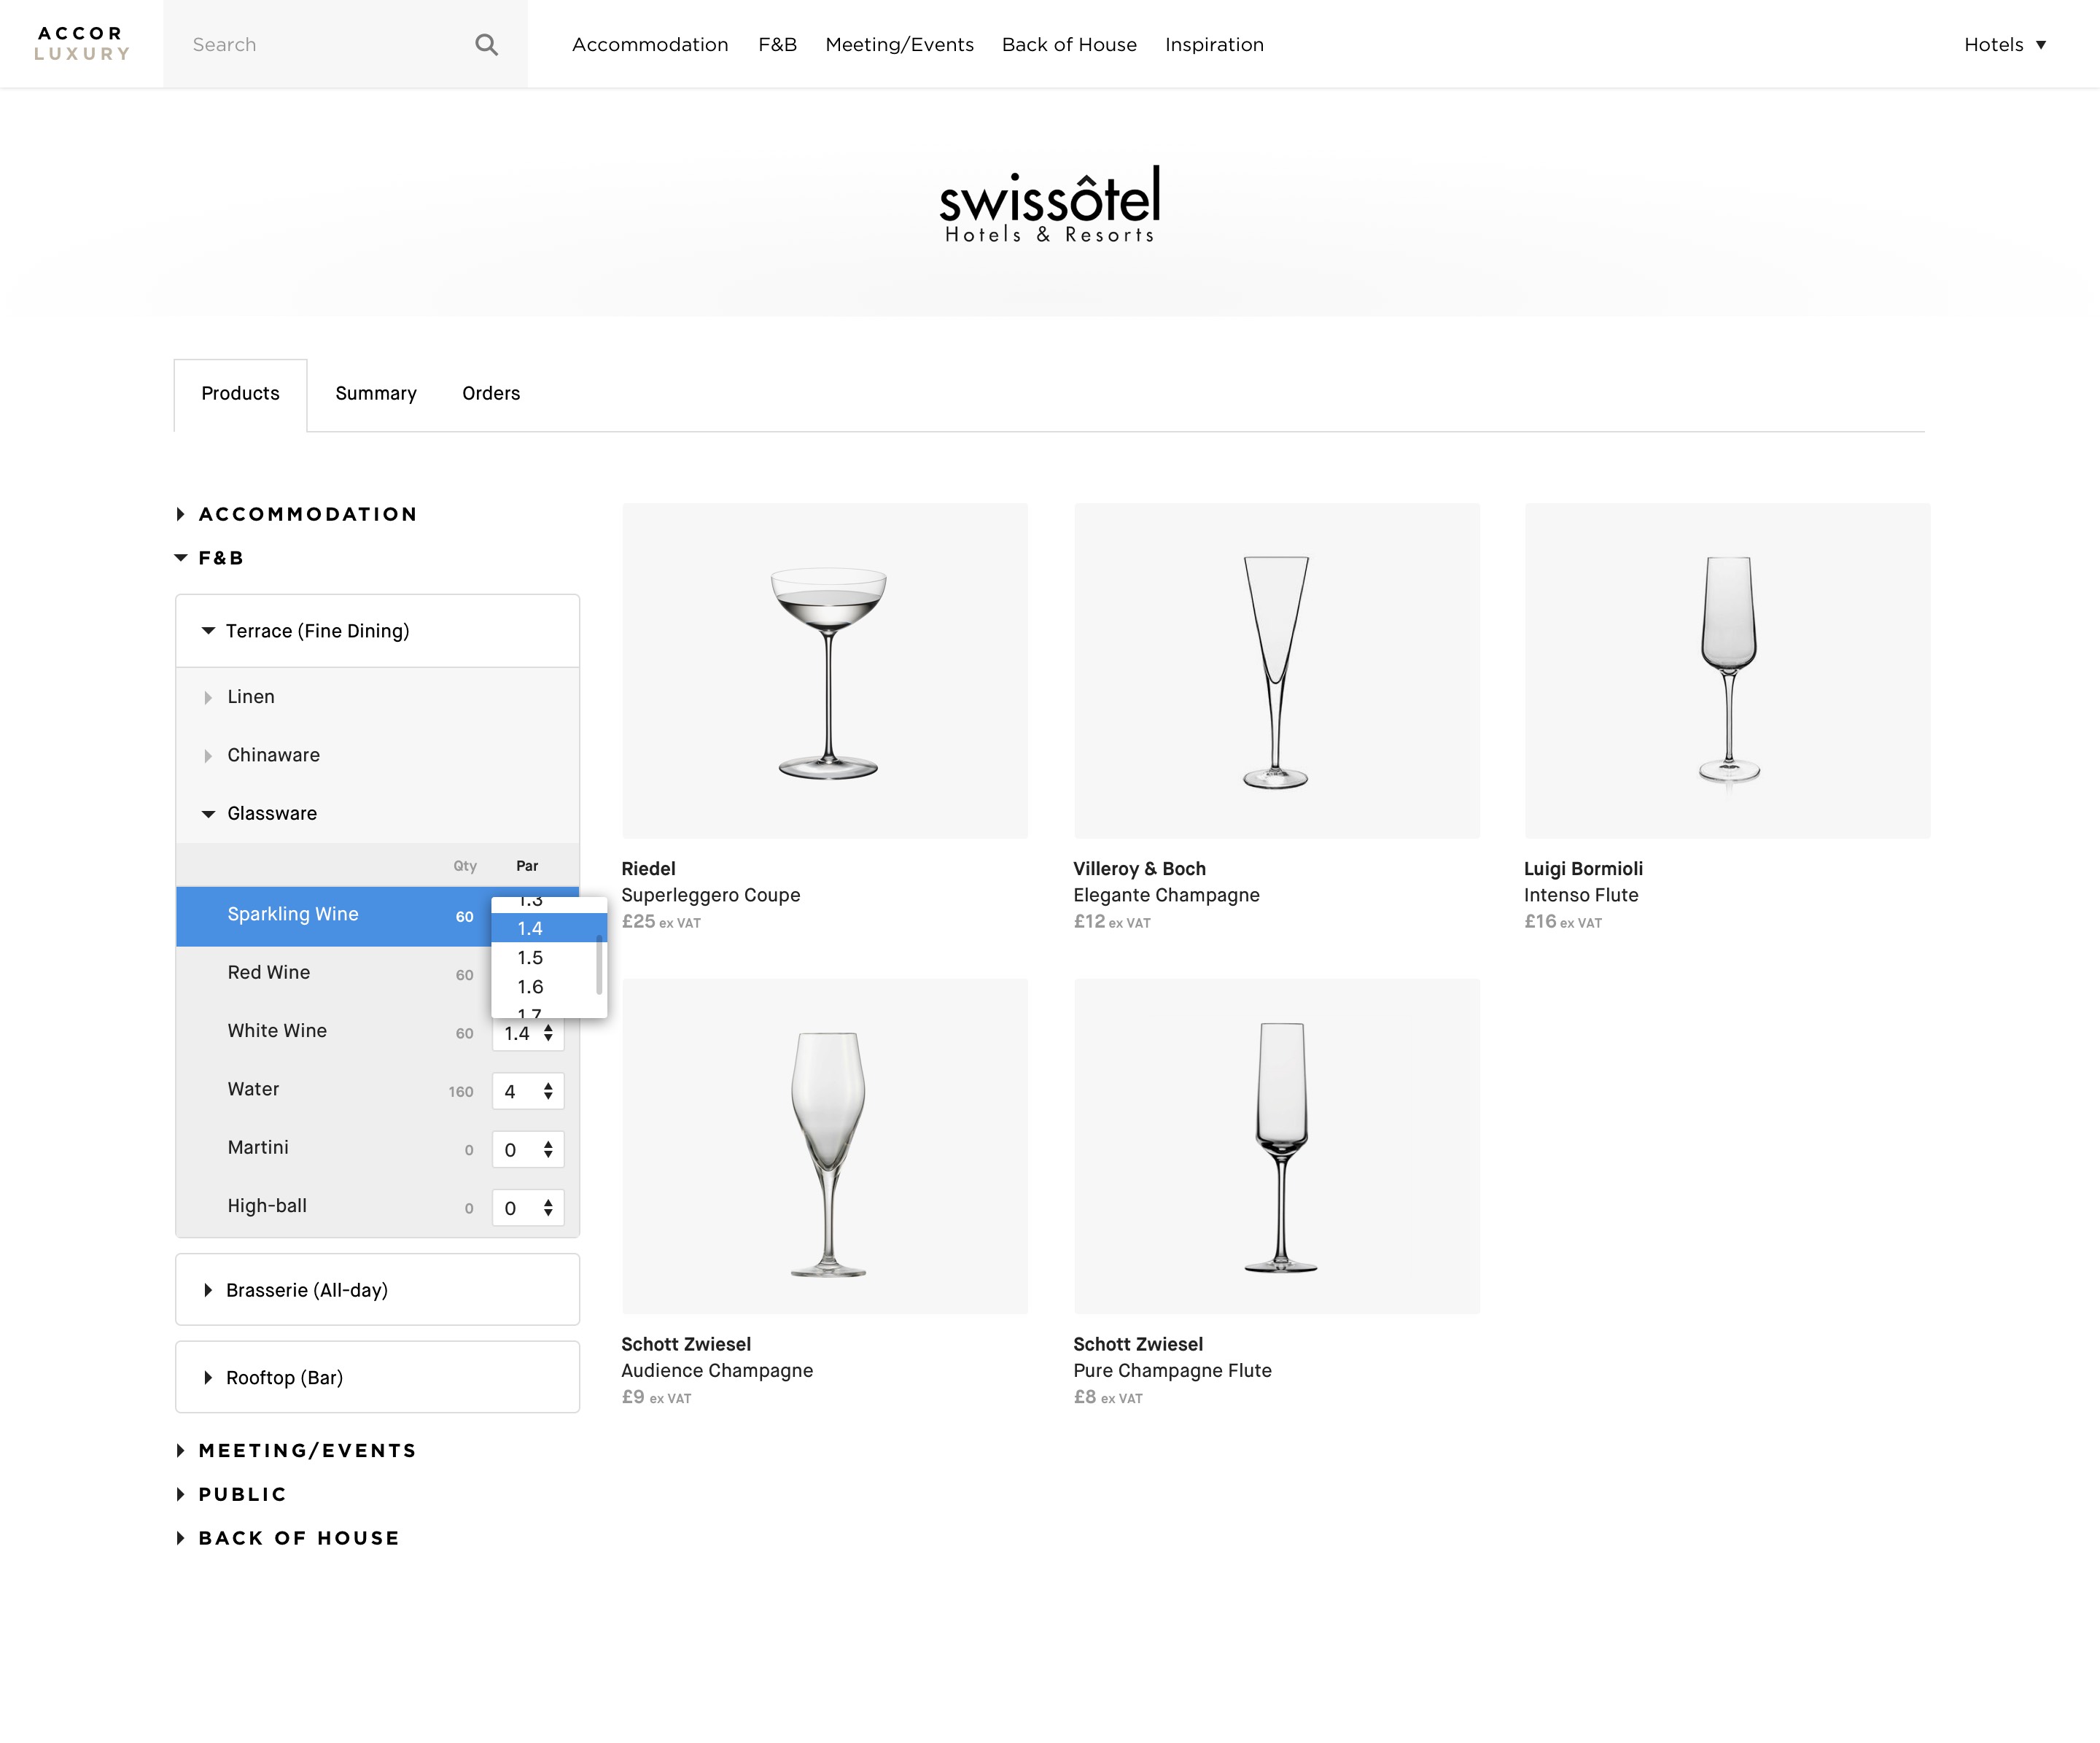 ACCOR
LUXURY
Search
Accommodation F&B Meeting/Events Back of House Inspiration
Hotels
swissôtel
Hotels & Resorts
Products Summary Orders
ACCOMMODATION
F&B
Terrace (Fine Dining)
Linen
Chinaware
Glassware
Qty Par
Sparkling Wine 60
1.3
1.4
1.5
1.6
1.7
Red Wine 60
White Wine 60 1.4
Water 160 4
Martini 0 0
High-ball 0 0
Brasserie (All-day)
Rooftop (Bar)
MEETING/EVENTS
PUBLIC
BACK OF HOUSE
Riedel
Superleggero Coupe
£25 ex VAT
Villeroy & Boch
Elegante Champagne
£12 ex VAT
Luigi Bormioli
Intenso Flute
£16 ex VAT
Schott Zwiesel
Audience Champagne
£9 ex VAT
Schott Zwiesel
Pure Champagne Flute
£8 ex VAT